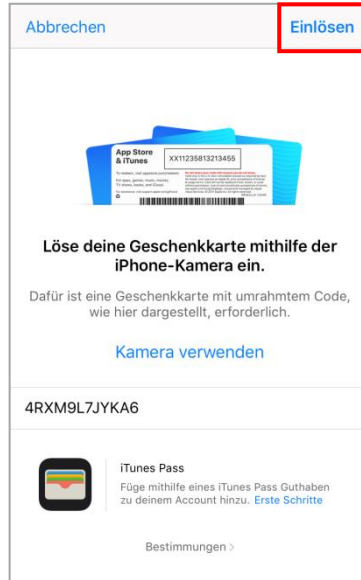 Abbrechen Einlösen
App Store
& iTunes
XX11235813213455
Löse deine Geschenkkarte mithilfe der
iPhone-Kamera ein.
Dafür ist eine Geschenkkarte mit umrahmtem Code,
wie hier dargestellt, erforderlich.
Kamera verwenden
4RXM9L7JYKA6
iTunes Pass
Füge mithilfe eines iTunes Pass Guthaben
zu deinem Account hinzu. Erste Schritte
Bestimmungen >